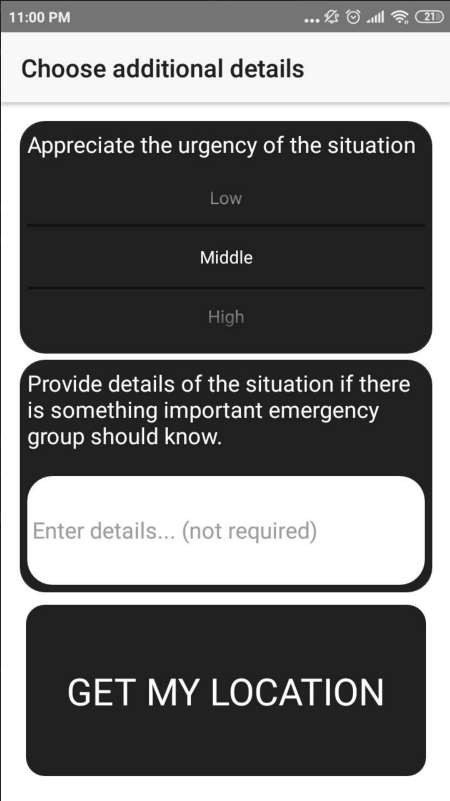 11:00 PM
21
Choose additional details
Appreciate the urgency of the situation
Low
Middle
High
Provide details of the situation if there
is something important emergency
group should know.
Enter details... (not required)
GET MY LOCATION